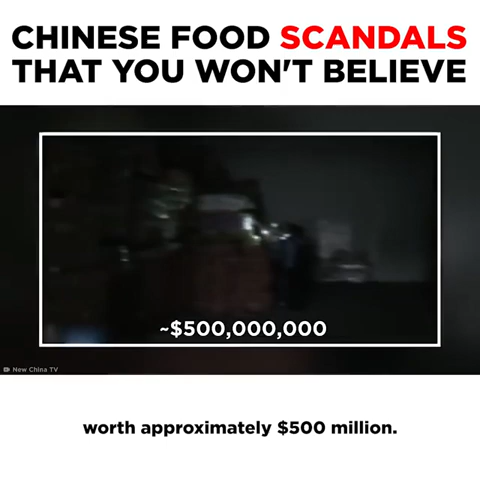 CHINESE FOOD SCANDALS
THAT YOU WON'T BELIEVE
~$500,000,000
New China TV
worth approximately $500 million.